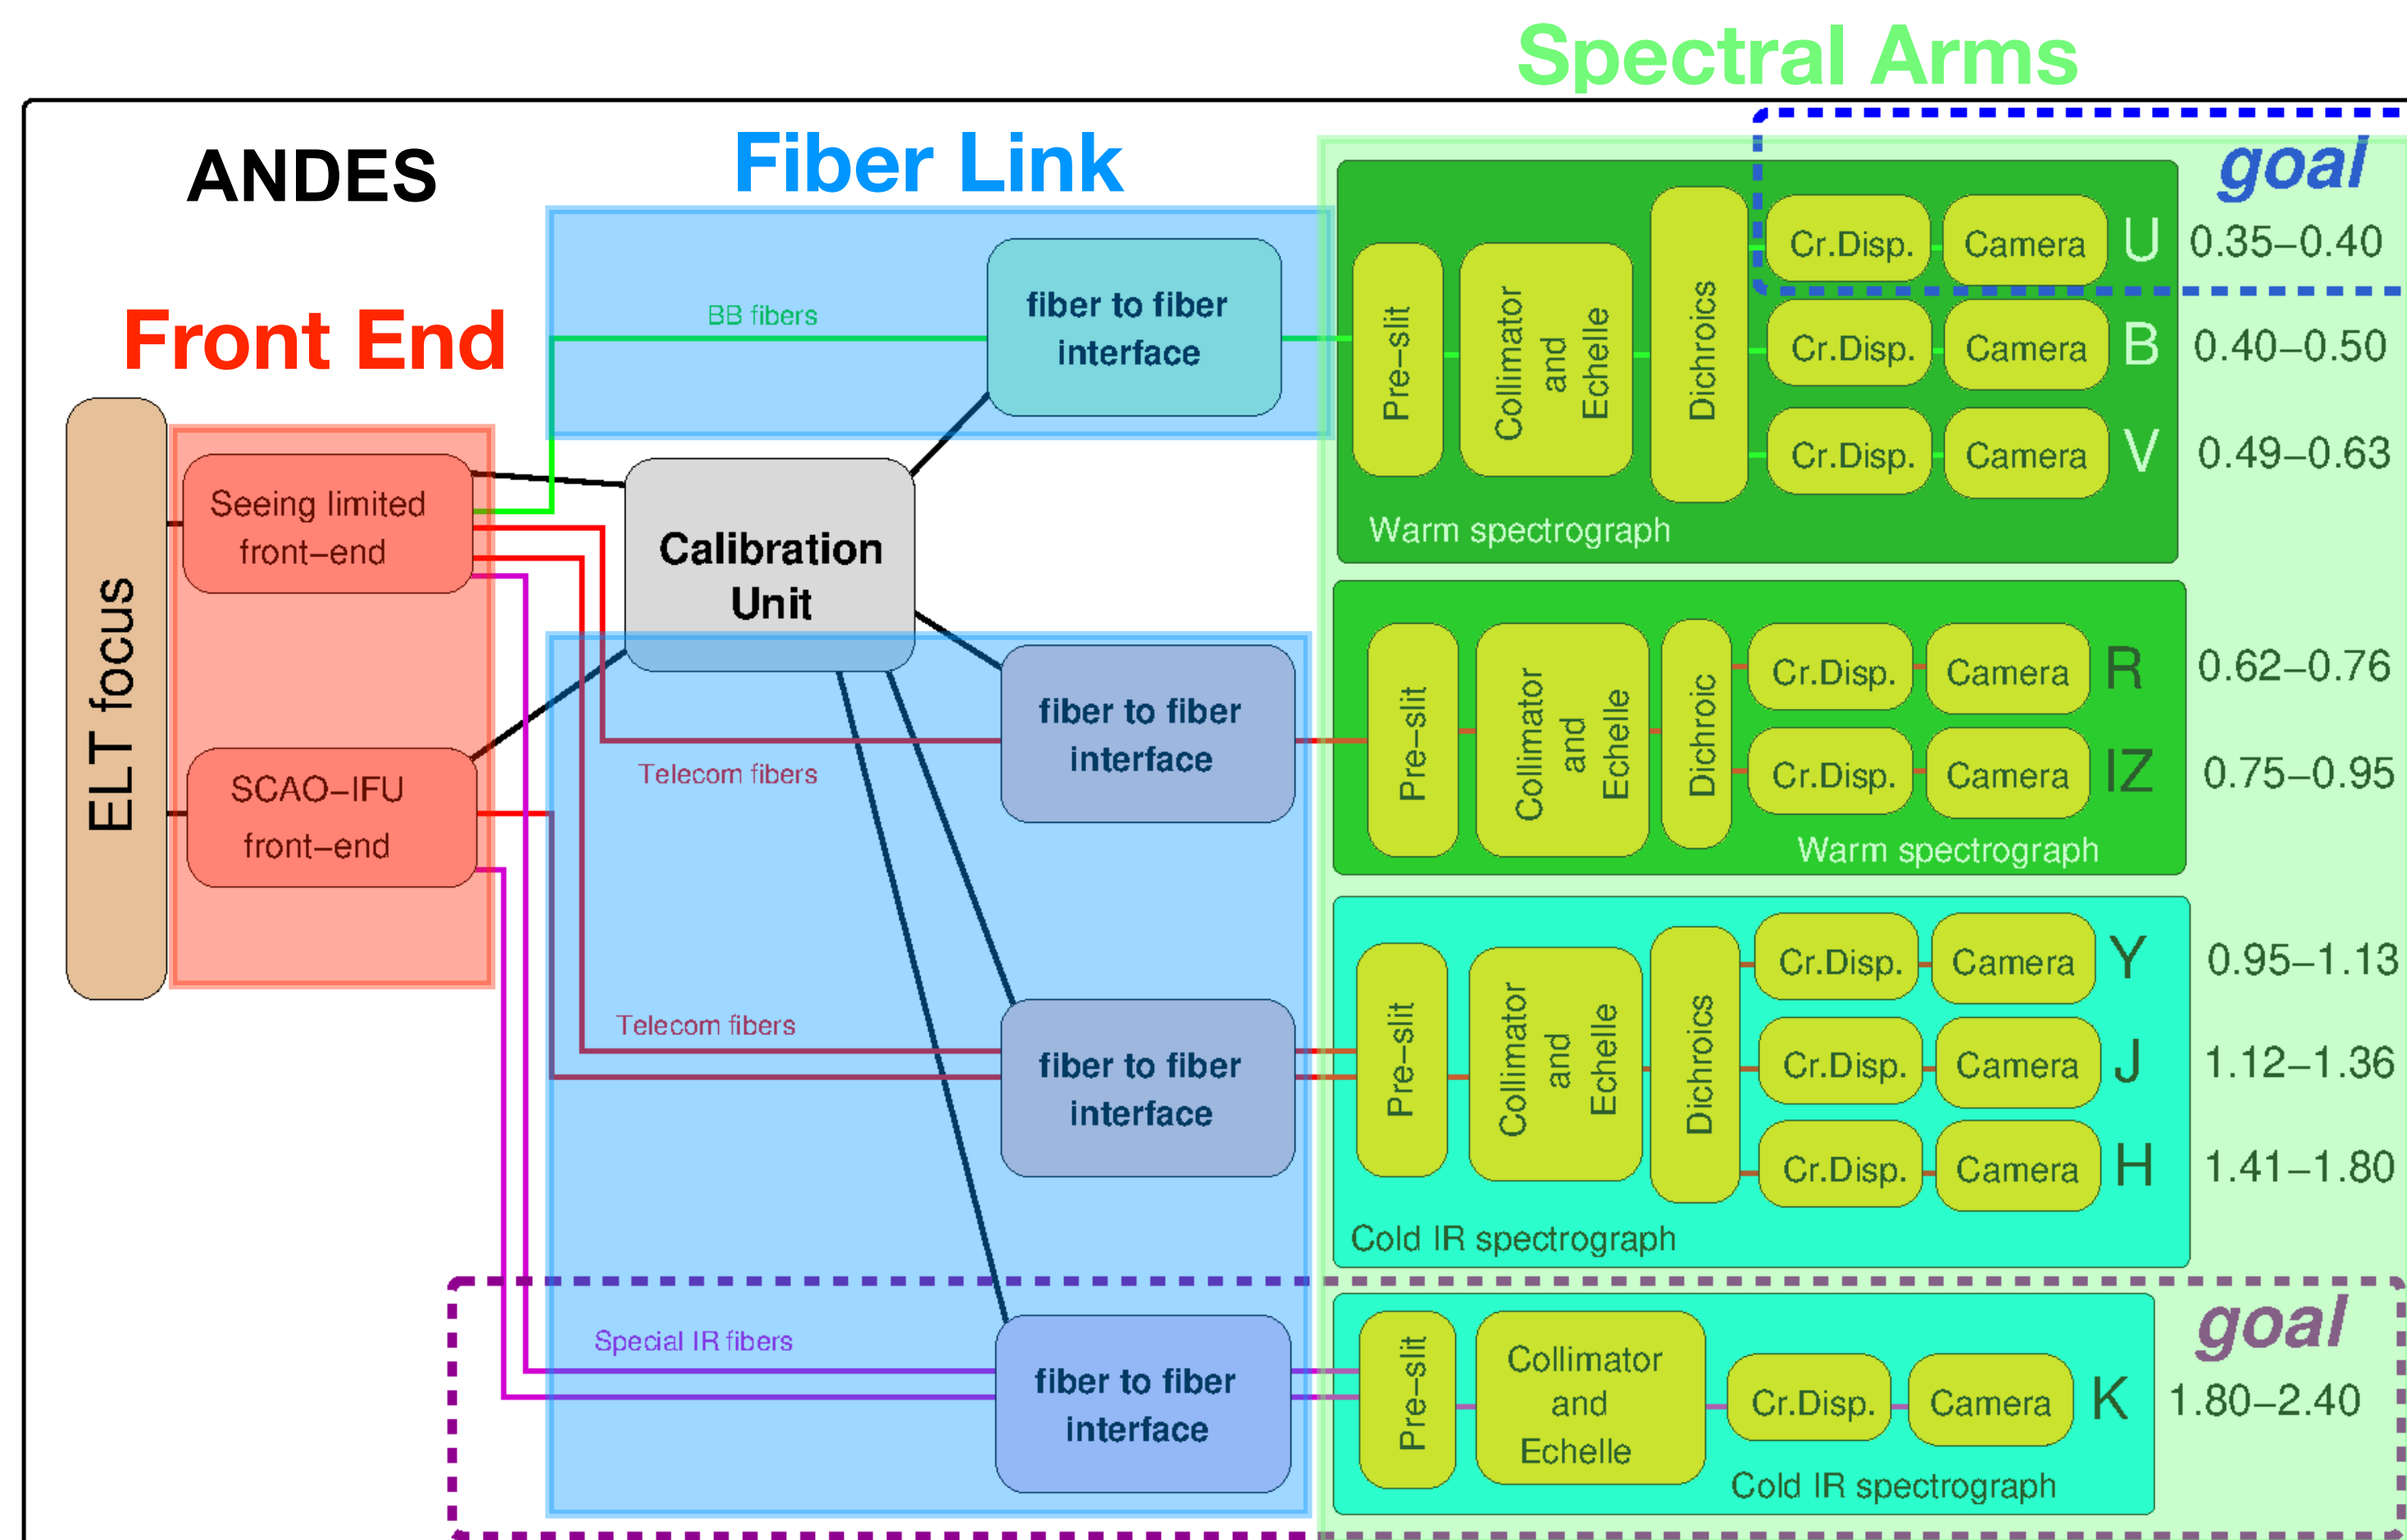 Spectral Arms
ANDES
Fiber Link
Front End
ELT focus
Seeing limited
front–end
SCAO–IFU
front–end
Calibration
Unit
BB fibers
fiber to fiber
interface
Telecom fibers
fiber to fiber
interface
Telecom fibers
fiber to fiber
interface
Special IR fibers
fiber to fiber
interface
goal
Pre–slit
Collimator
and
Echelle
Dichroics
Cr.Disp. Camera U 0.35–0.40
Cr.Disp. Camera B 0.40–0.50
Cr.Disp. Camera V 0.49–0.63
Warm spectrograph
Pre–slit
Collimator
and
Echelle
Dichroic
Cr.Disp. Camera R 0.62–0.76
Cr.Disp. Camera IZ 0.75–0.95
Warm spectrograph
Pre–slit
Collimator
and
Echelle
Dichroics
Cr.Disp. Camera Y 0.95–1.13
Cr.Disp. Camera J 1.12–1.36
Cr.Disp. Camera H 1.41–1.80
Cold IR spectrograph
goal
Pre–slit
Collimator
and
Echelle
Cr.Disp. Camera K 1.80–2.40
Cold IR spectrograph